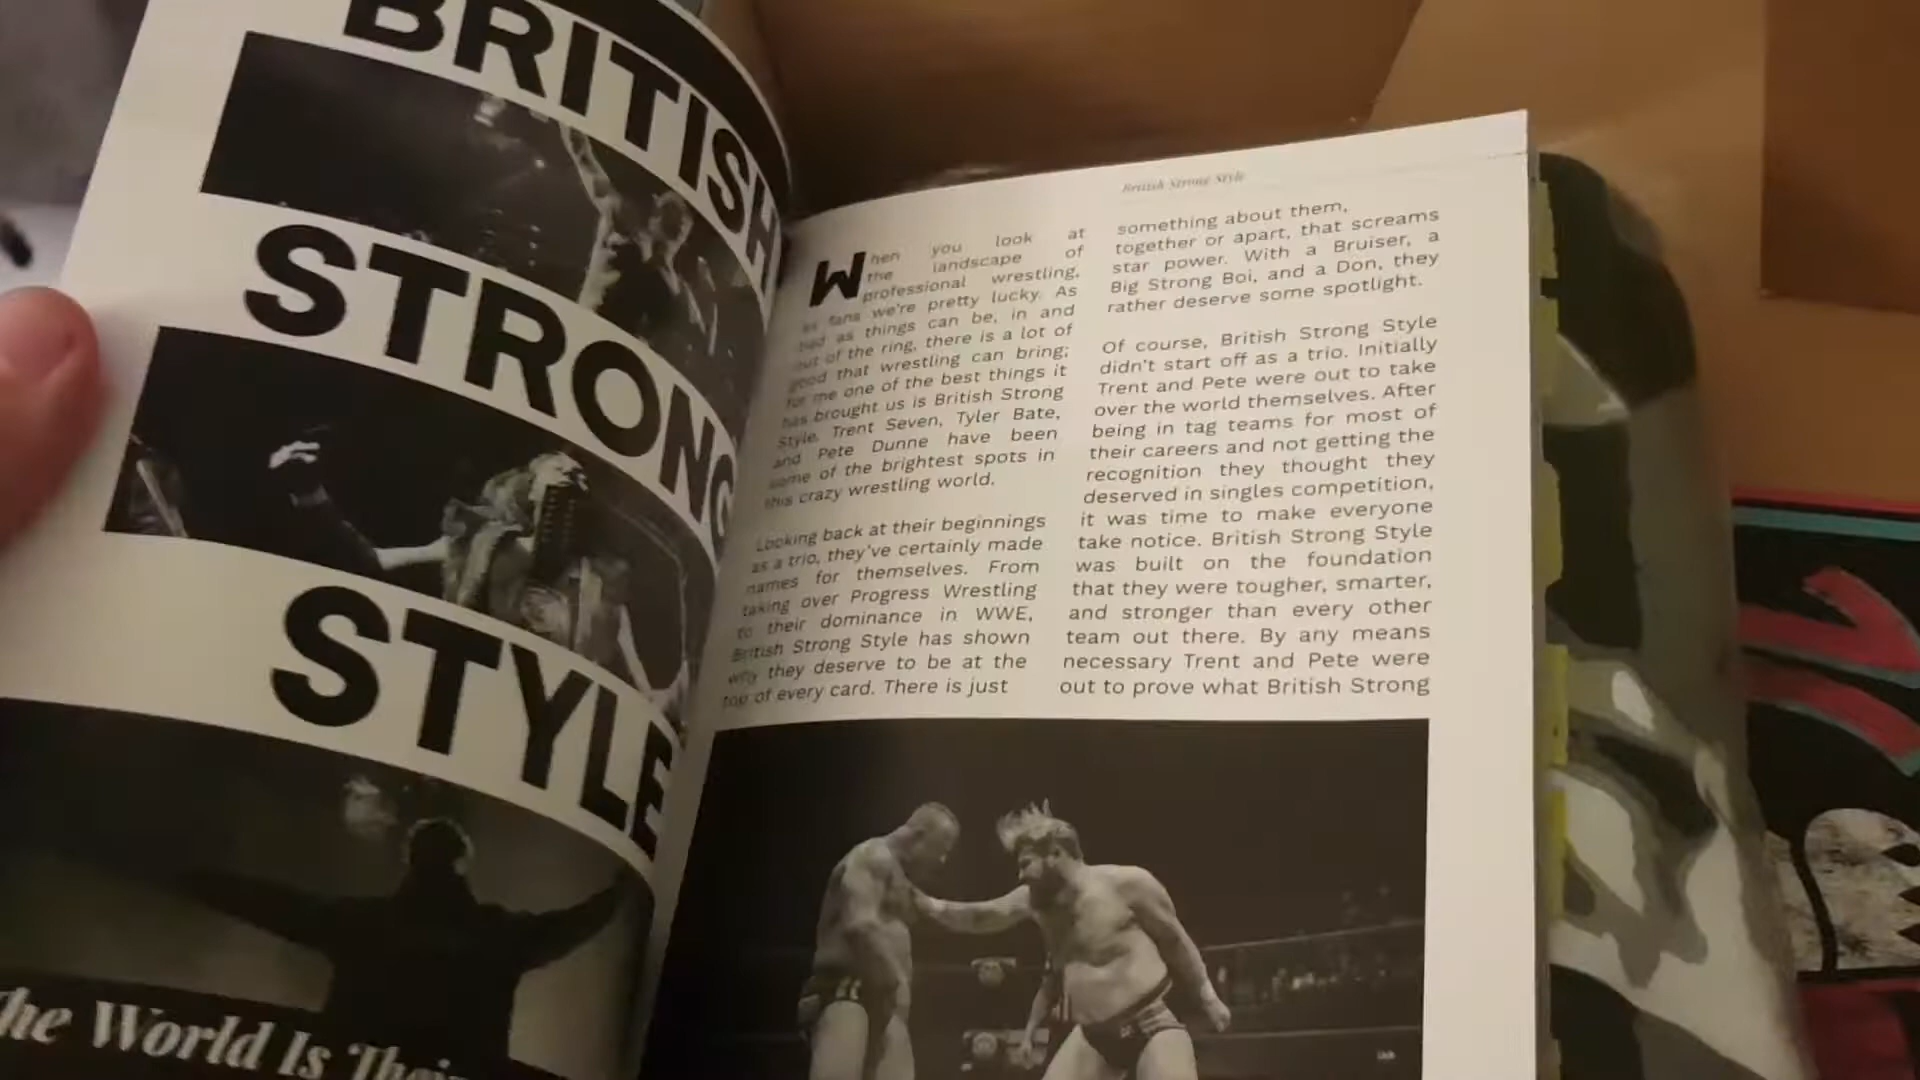 BRITISH
STRONG
STYLE
he World Is Their
British Strong Style
When you look at
the landscape of
professional wrestling,
as fans we're pretty lucky. As
bad as things can be, in and
out of the ring, there is a lot of
good that wrestling can bring;
for me one of the best things it
has brought us is British Strong
Style. Trent Seven, Tyler Bate,
and Pete Dunne have been
some of the brightest spots in
this crazy wrestling world.
Looking back at their beginnings
as a trio, they've certainly made
names for themselves. From
taking over Progress Wrestling
to their dominance in WWE,
British Strong Style has shown
why they deserve to be at the
top of every card. There is just
something about them,
together or apart, that screams
star power. With a Bruiser, a
Big Strong Boi, and a Don, they
rather deserve some spotlight.
Of course, British Strong Style
didn't start off as a trio. Initially
Trent and Pete were out to take
over the world themselves. After
being in tag teams for most of
their careers and not getting the
recognition they thought they
deserved in singles competition,
it was time to make everyone
take notice. British Strong Style
was built on the foundation
that they were tougher, smarter,
and stronger than every other
team out there. By any means
necessary Trent and Pete were
out to prove what British Strong